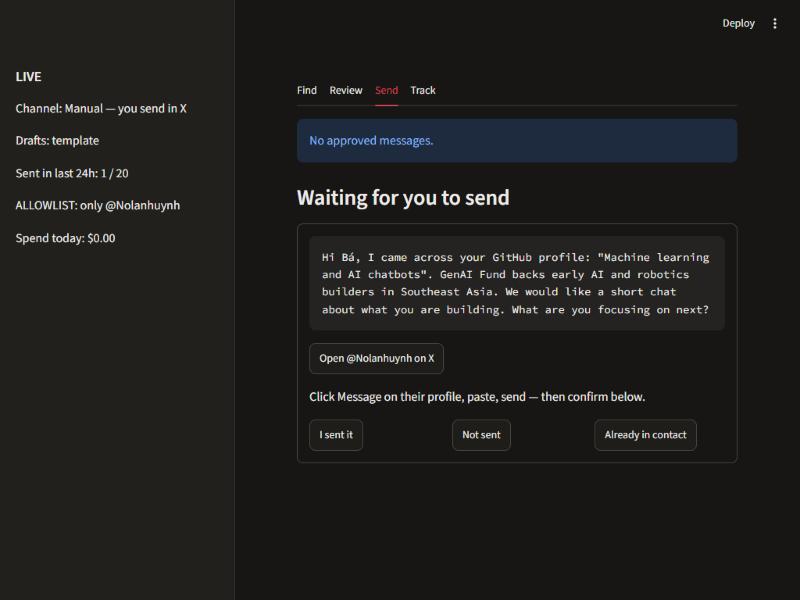 Deploy
LIVE
Channel: Manual — you send in X
Drafts: template
Sent in last 24h: 1 / 20
ALLOWLIST: only @Nolanhuynh
Spend today: $0.00
Find Review Send Track
No approved messages.
Waiting for you to send
Hi Bá, I came across your GitHub profile: "Machine learning
and AI chatbots". GenAI Fund backs early AI and robotics
builders in Southeast Asia. We would like a short chat
about what you are building. What are you focusing on next?
Open @Nolanhuynh on X
Click Message on their profile, paste, send — then confirm below.
I sent it Not sent Already in contact